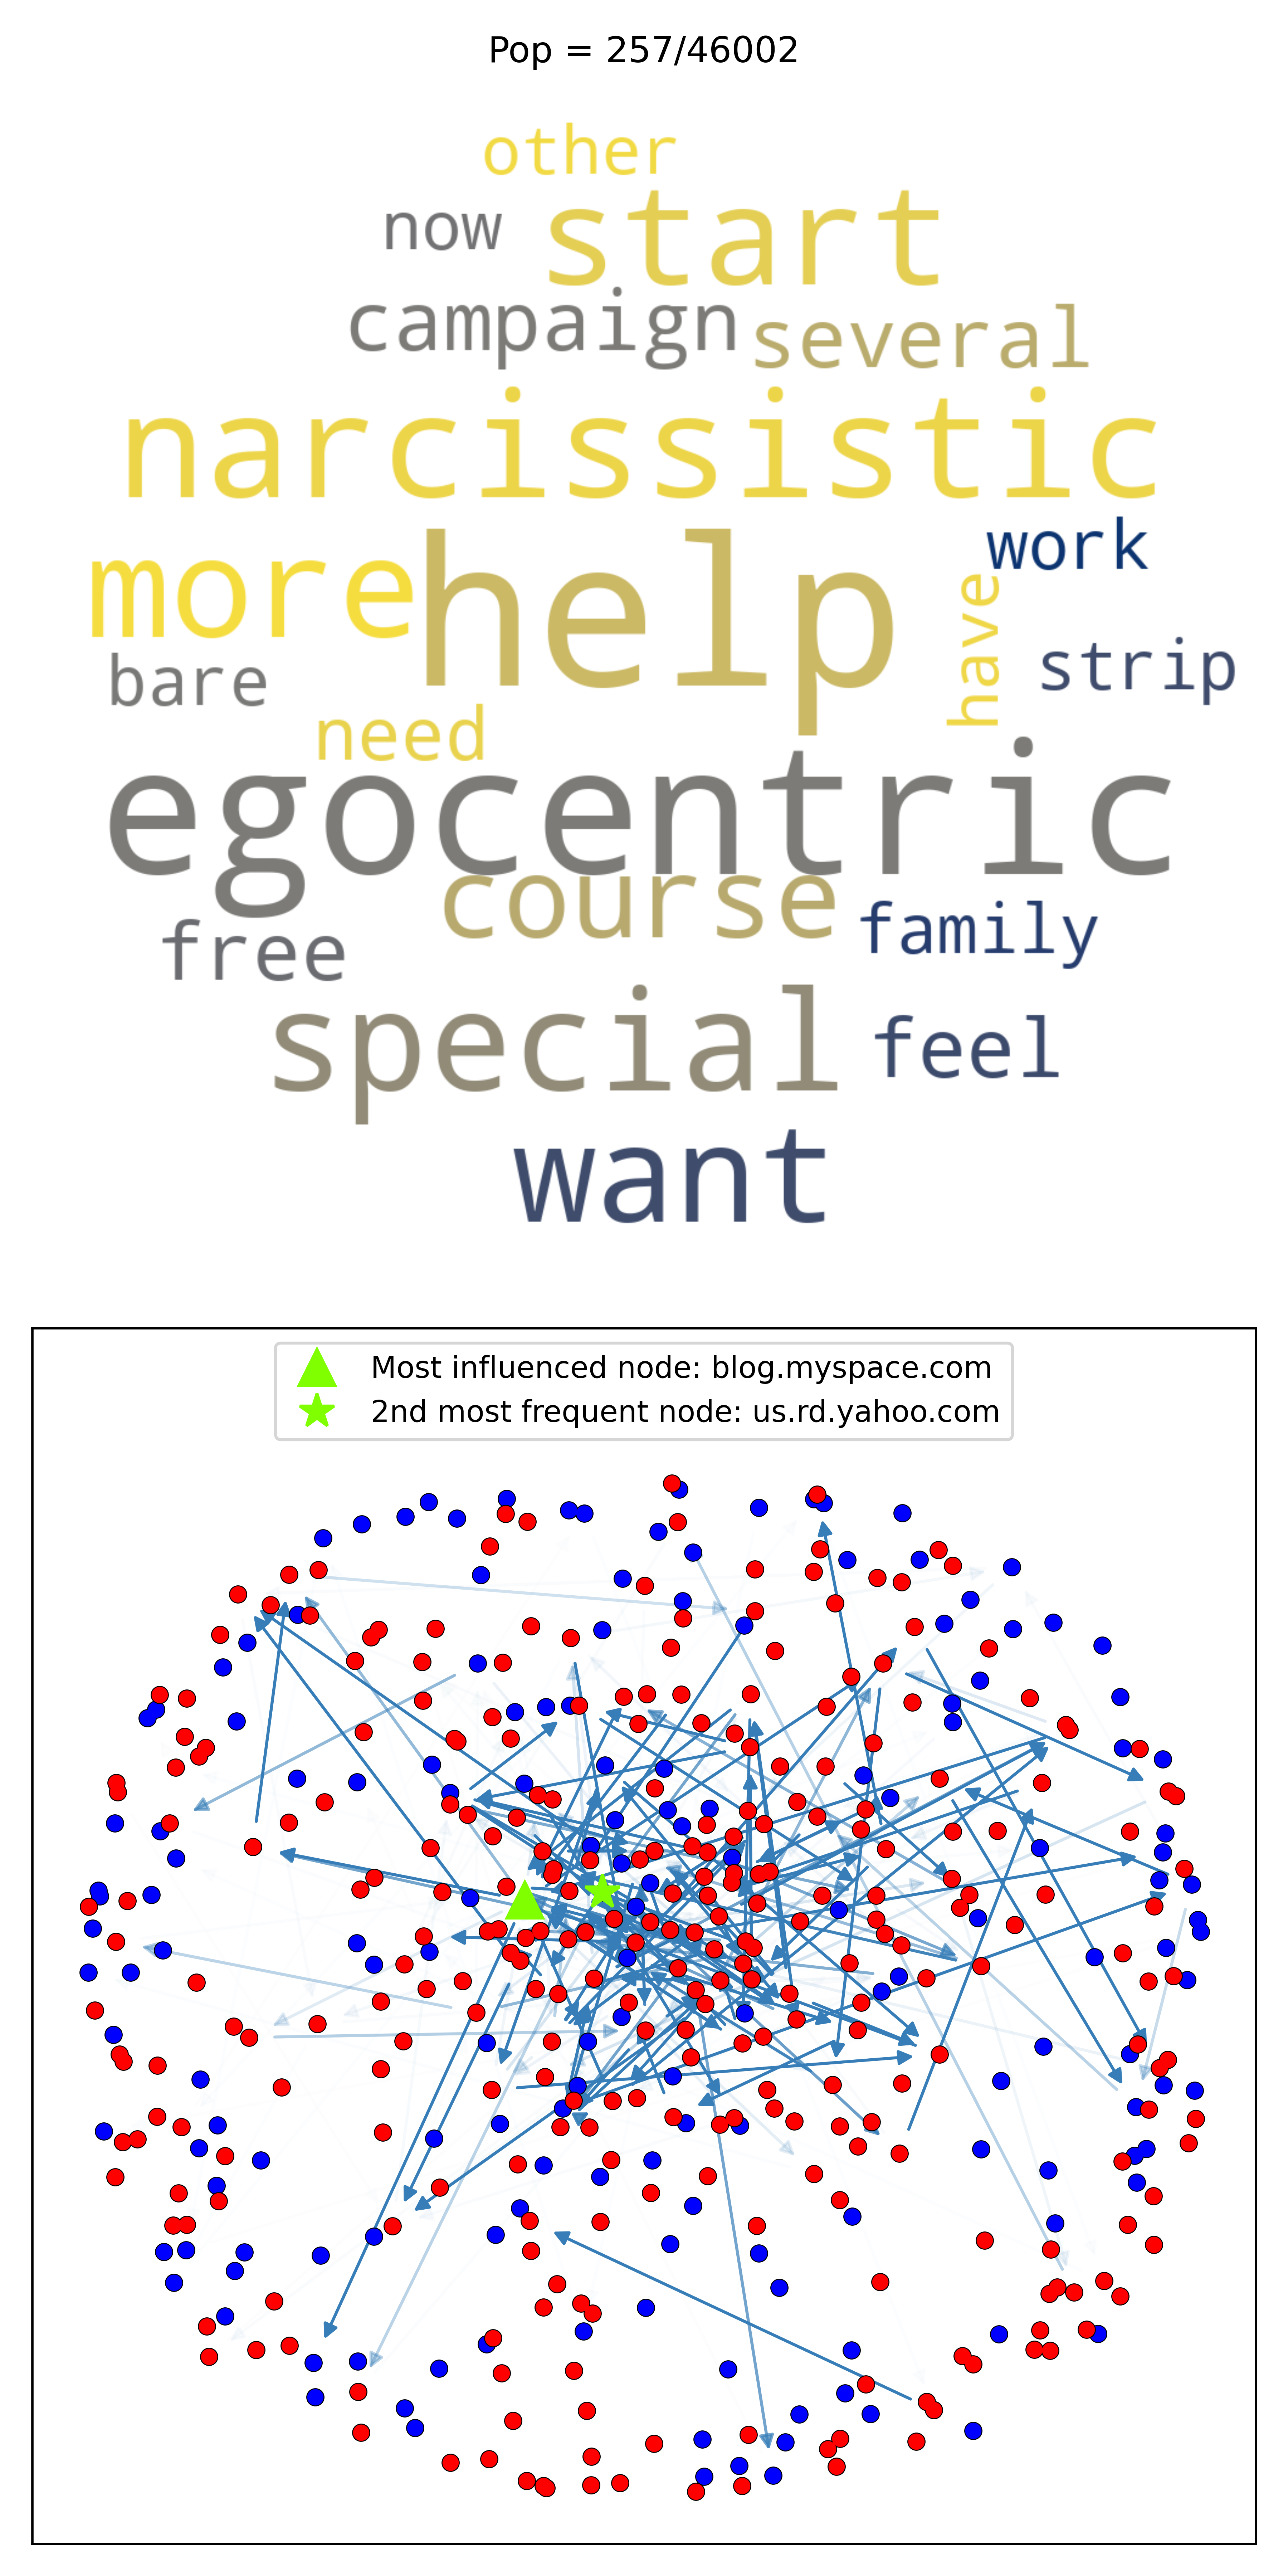 Pop = 257/46002
other
now start
campaign several
narcissistic
work
more help have
bare strip
need
egocentric
course
free family
special feel
want
Most influenced node: blog.myspace.com
2nd most frequent node: us.rd.yahoo.com